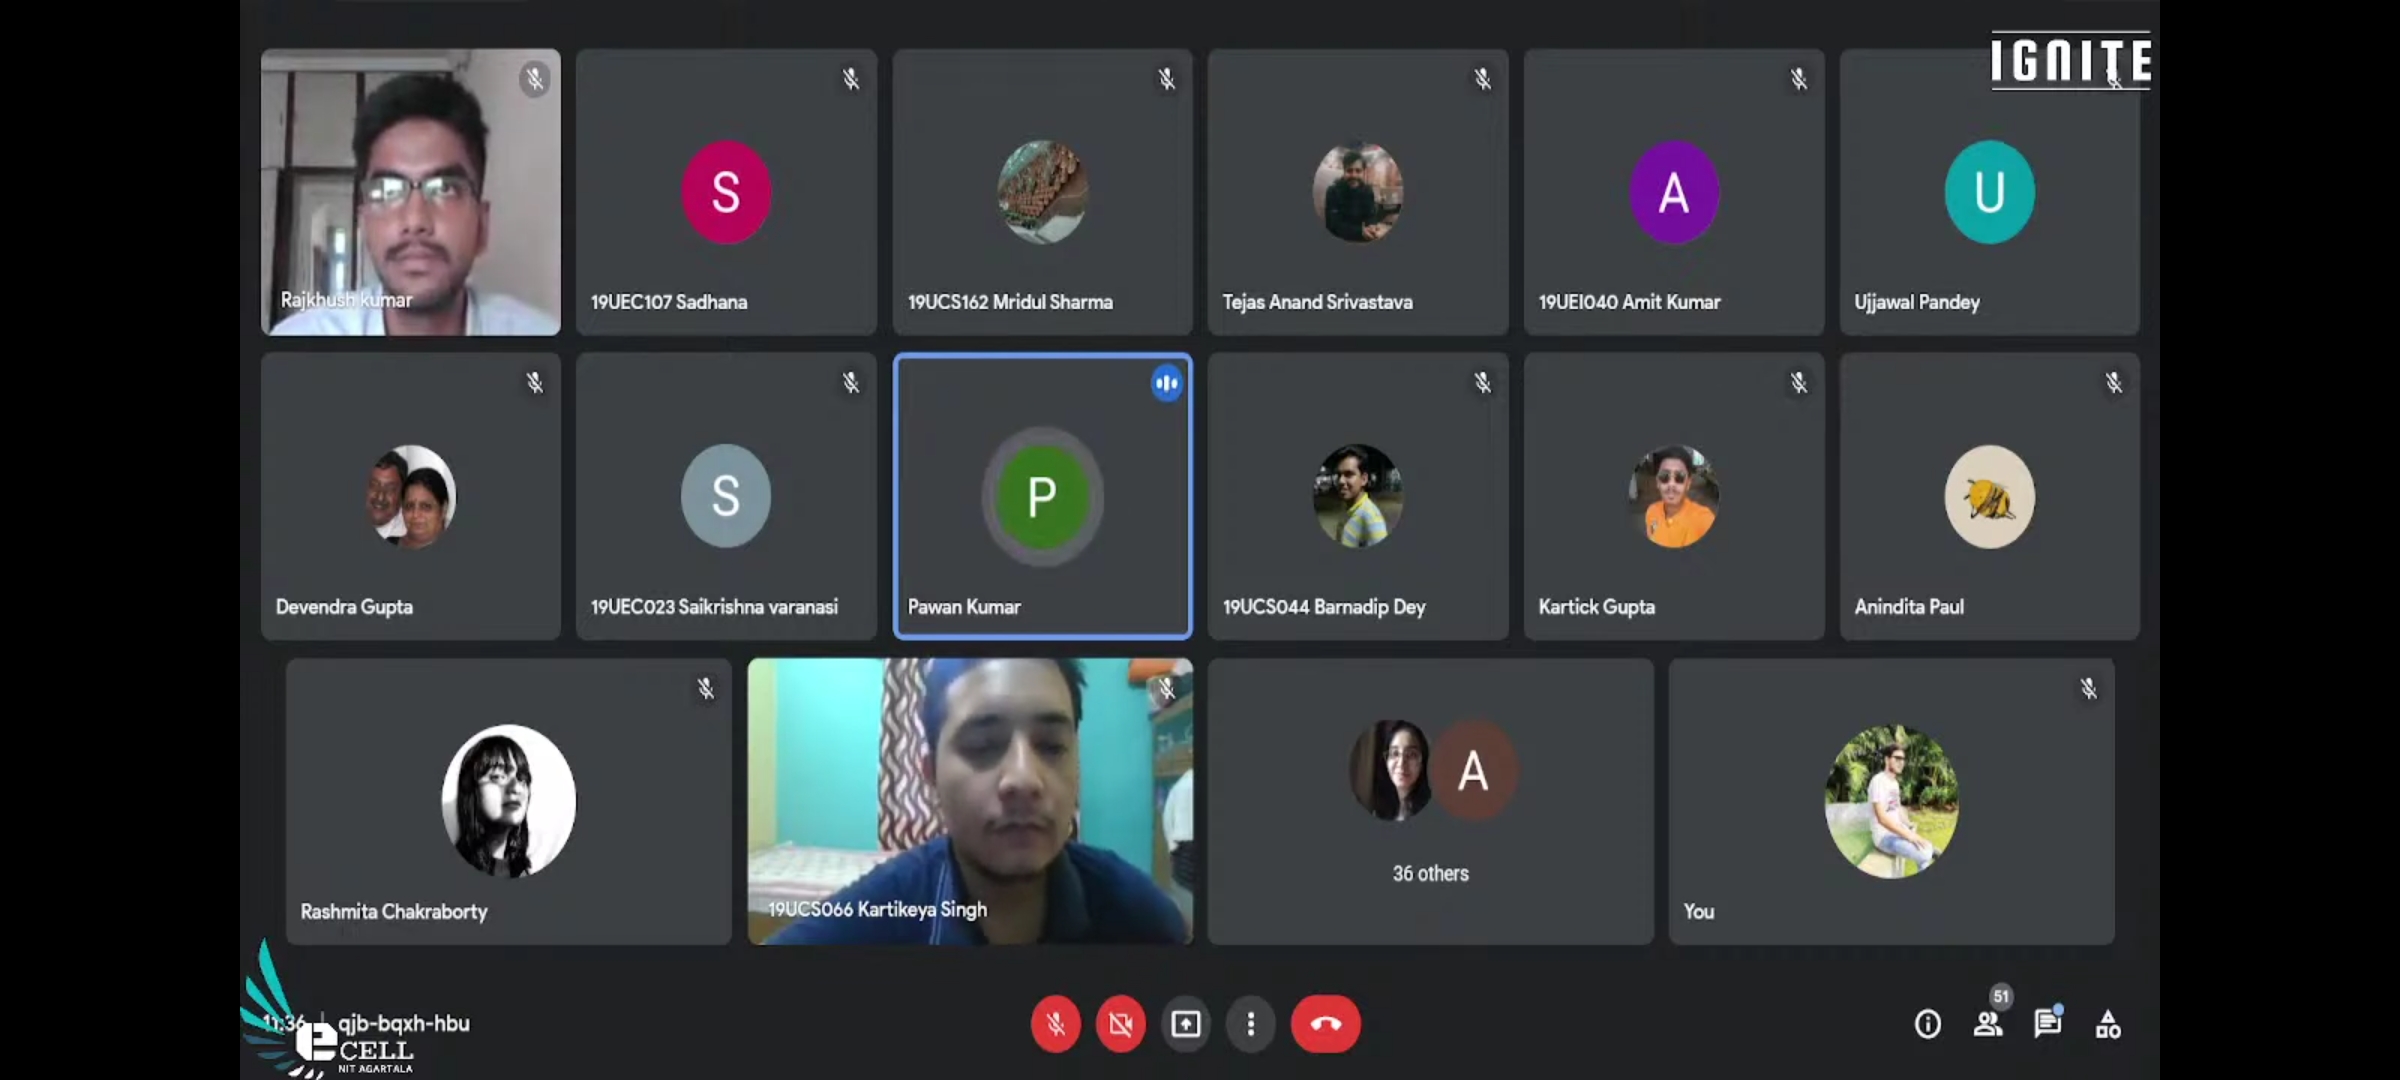 IGNITE
Rajkhush kumar
S
19UEC107 Sadhana
19UCS162 Mridul Sharma
Tejas Anand Srivastava
A
19UEI040 Amit Kumar
U
Ujjawal Pandey
Devendra Gupta
S
19UEC023 Saikrishna varanasi
P
Pawan Kumar
19UCS044 Barnadip Dey
Kartick Gupta
Anindita Paul
Rashmita Chakraborty
19UCS066 Kartikeya Singh
A
36 others
You
11:36 | qjb-bqxh-hbu
51
e CELL
NIT AGARTALA